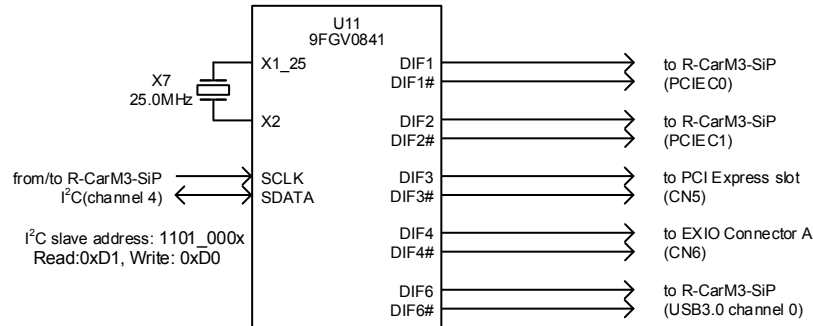 U11
9FGV0841
X1_25
DIF1
to R-CarM3-SiP
X7
DIF1#
(PCIEC0)
25.0MHz
X2
DIF2
to R-CarM3-SiP
DIF2#
(PCIEC1)
from/to R-CarM3-SiP
SCLK
DIF3
to PCI Express slot
I²C(channel 4)
SDATA
DIF3#
(CN5)
I²C slave address: 1101_000x
DIF4
to EXIO Connector A
Read:0xD1, Write: 0xD0
DIF4#
(CN6)
DIF6
to R-CarM3-SiP
DIF6#
(USB3.0 channel 0)